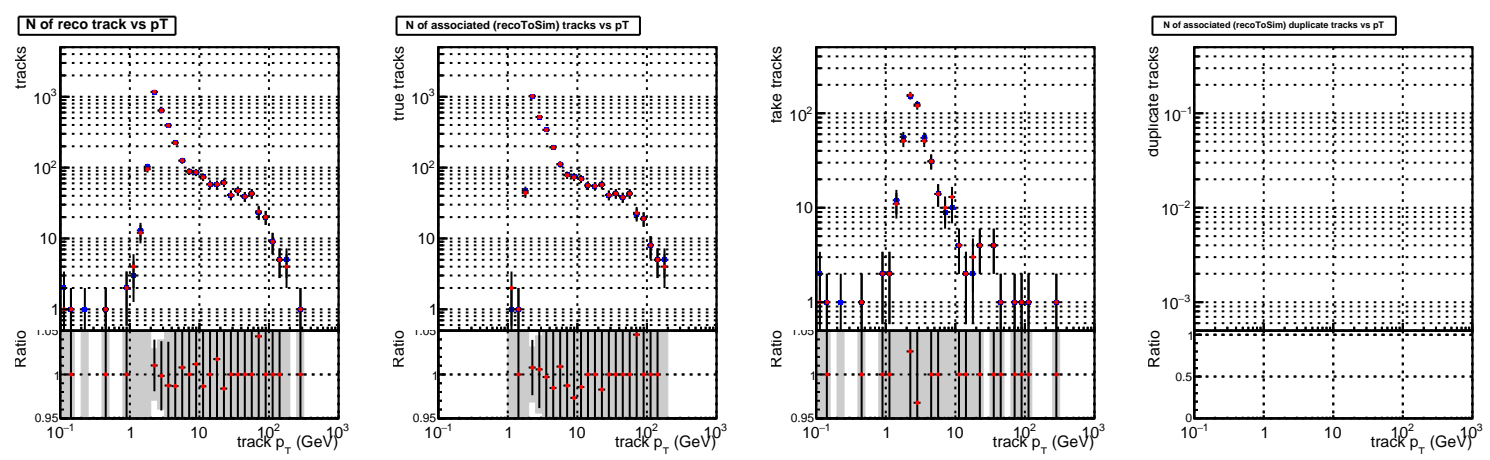 N of reco track vs pT
tracks
10³
10²
10
1
Ratio
1.05
1
0.95
10⁻¹ 1 10 10² 10³
track p_T (GeV)
N of associated (recoToSim) tracks vs pT
true tracks
10³
10²
10
1
Ratio
1.05
1
0.95
10⁻¹ 1 10 10² 10³
track p_T (GeV)
fake tracks
10²
10
1
Ratio
1.05
1
0.95
10⁻¹ 1 10 10² 10³
track p_T (GeV)
N of associated (recoToSim) duplicate tracks vs pT
duplicate tracks
10⁻¹
10⁻²
10⁻³
Ratio
1
0.5
0
10⁻¹ 1 10 10² 10³
track p_T (GeV)